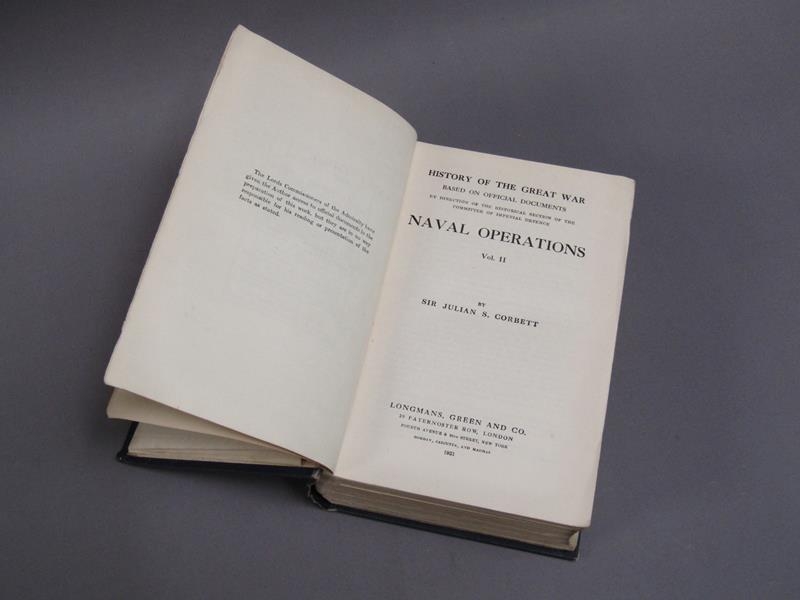 The Lords Commissioners of the Admiralty have
given the Author access to official documents in the
preparation of this work, but they are in no way
responsible for his reading or presentation of the
facts as stated.
HISTORY OF THE GREAT WAR
BASED ON OFFICIAL DOCUMENTS
BY DIRECTION OF THE HISTORICAL SECTION OF THE
COMMITTEE OF IMPERIAL DEFENCE
NAVAL OPERATIONS
Vol. II
BY
SIR JULIAN S. CORBETT
LONGMANS, GREEN AND CO.
39 PATERNOSTER ROW, LONDON
FOURTH AVENUE & 30TH STREET, NEW YORK
BOMBAY, CALCUTTA, AND MADRAS
1921